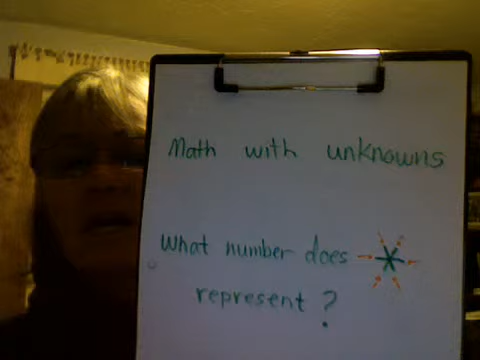 Math with unknowns
What number does *
represent?